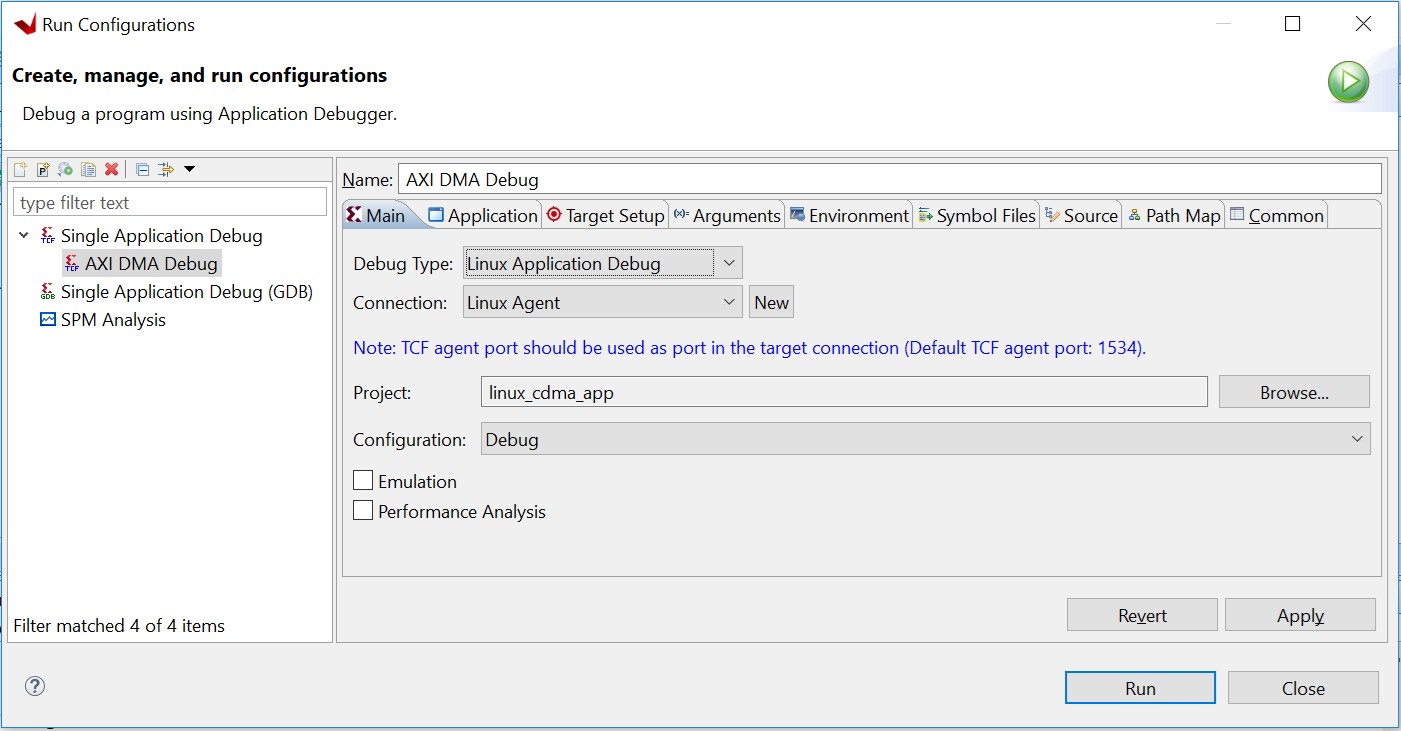 Run Configurations
Create, manage, and run configurations
Debug a program using Application Debugger.
type filter text
Single Application Debug
AXI DMA Debug
Single Application Debug (GDB)
SPM Analysis
Filter matched 4 of 4 items
Name: AXI DMA Debug
Main Application Target Setup Arguments Environment Symbol Files Source Path Map Common
Debug Type: Linux Application Debug
Connection: Linux Agent New
Note: TCF agent port should be used as port in the target connection (Default TCF agent port: 1534).
Project: linux_cdma_app Browse...
Configuration: Debug
Emulation
Performance Analysis
Revert Apply
Run Close